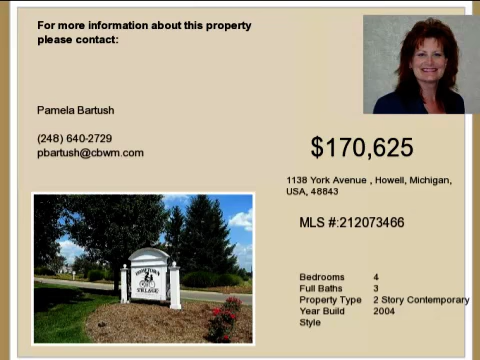 For more information about this property
please contact:
Pamela Bartush
(248) 640-2729
pbartush@cbwm.com
$170,625
1138 York Avenue , Howell, Michigan,
USA, 48843
MLS #:212073466
HOMETOWN
VILLAGE
Bedrooms 4
Full Baths 3
Property Type 2 Story Contemporary
Year Build 2004
Style